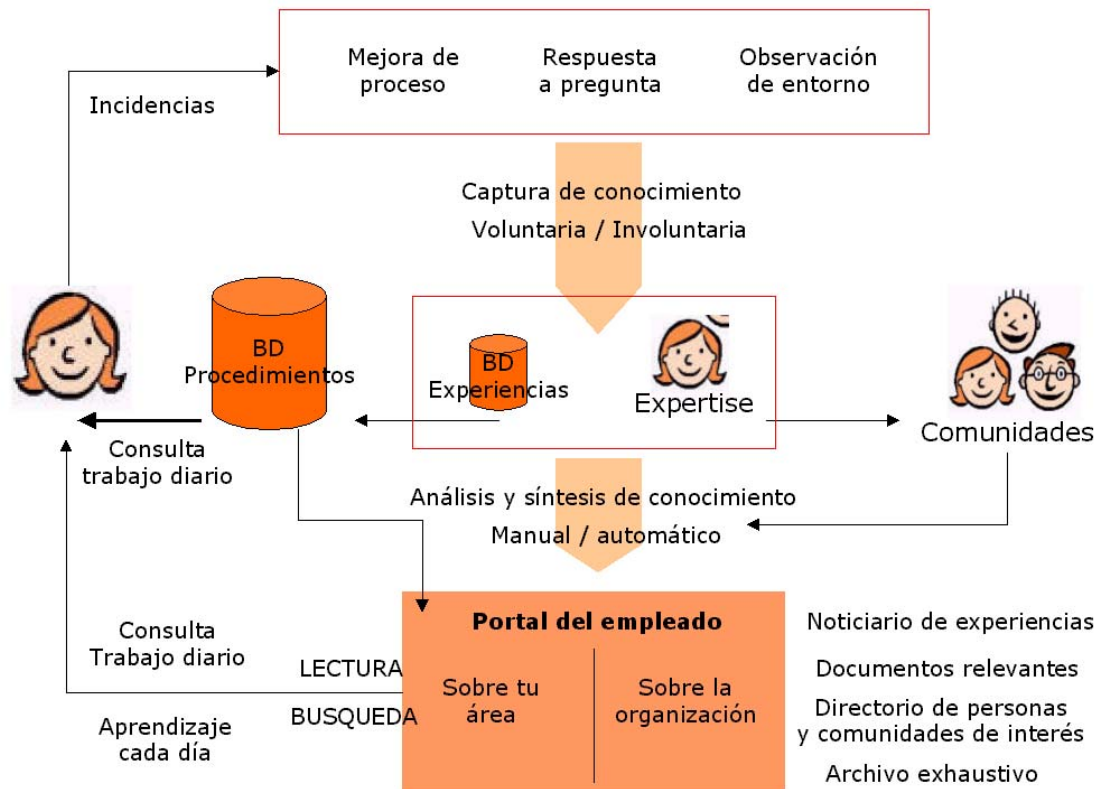 Mejora de
proceso
Respuesta
a pregunta
Observación
de entorno
Incidencias
Captura de conocimiento
Voluntaria / Involuntaria
BD
Procedimientos
BD
Experiencias
Expertise
Comunidades
Consulta
trabajo diario
Análisis y síntesis de conocimiento
Manual / automático
Portal del empleado
Sobre tu
área
Sobre la
organización
Consulta
Trabajo diario
LECTURA
BUSQUEDA
Aprendizaje
cada día
Noticiario de experiencias
Documentos relevantes
Directorio de personas
y comunidades de interés
Archivo exhaustivo